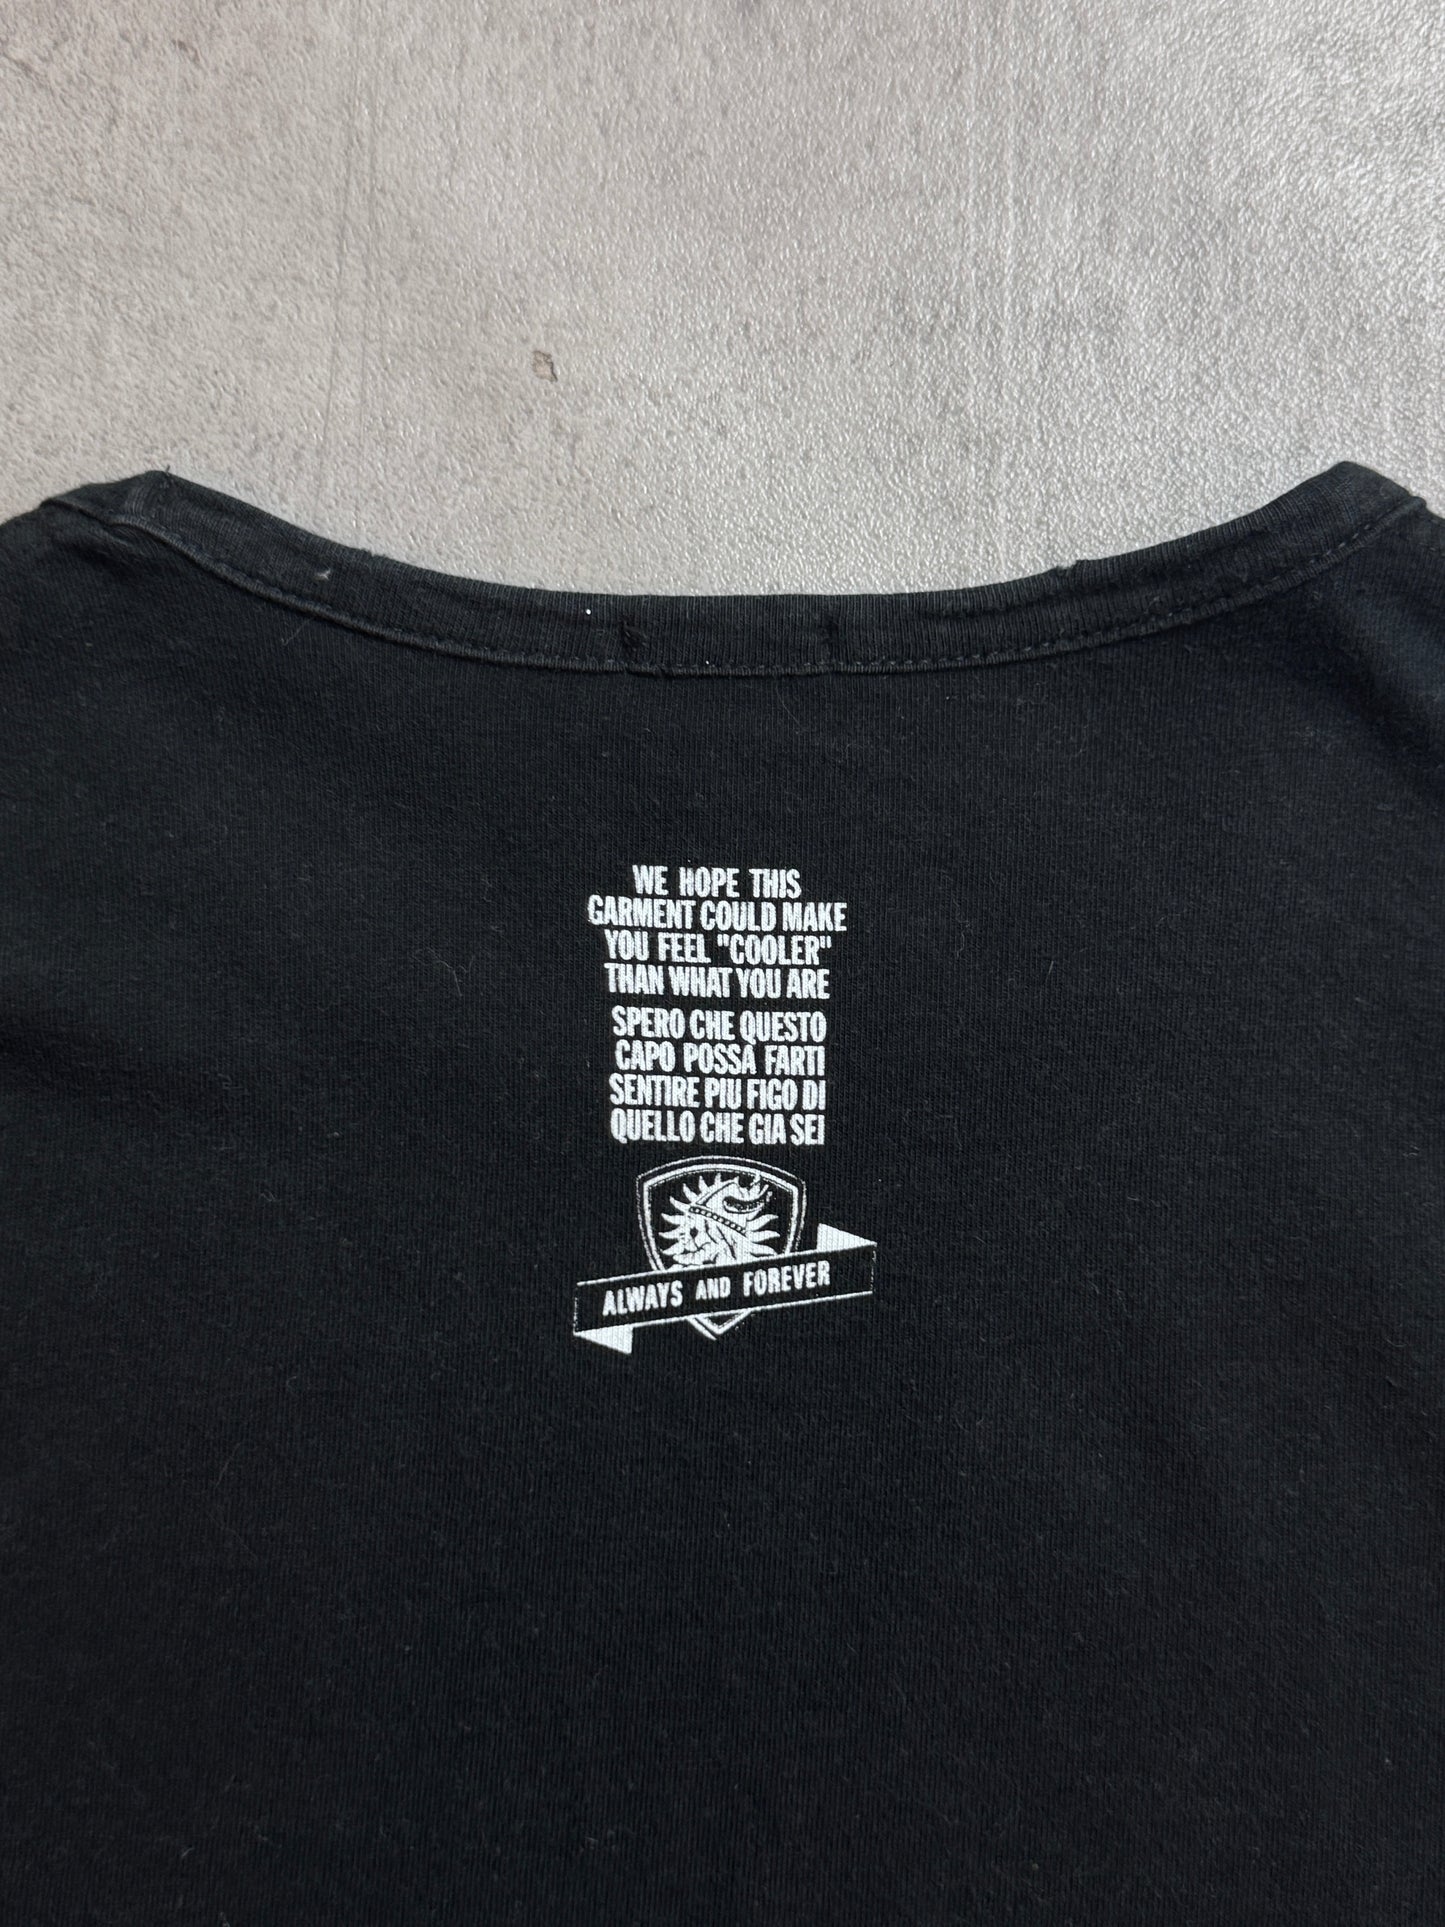 WE HOPE THIS
GARMENT COULD MAKE
YOU FEEL "COOLER"
THAN WHAT YOU ARE
SPERO CHE QUESTO
CAPO POSSA FARTI
SENTIRE PIU FIGO DI
QUELLO CHE GIA SEI
ALWAYS AND FOREVER